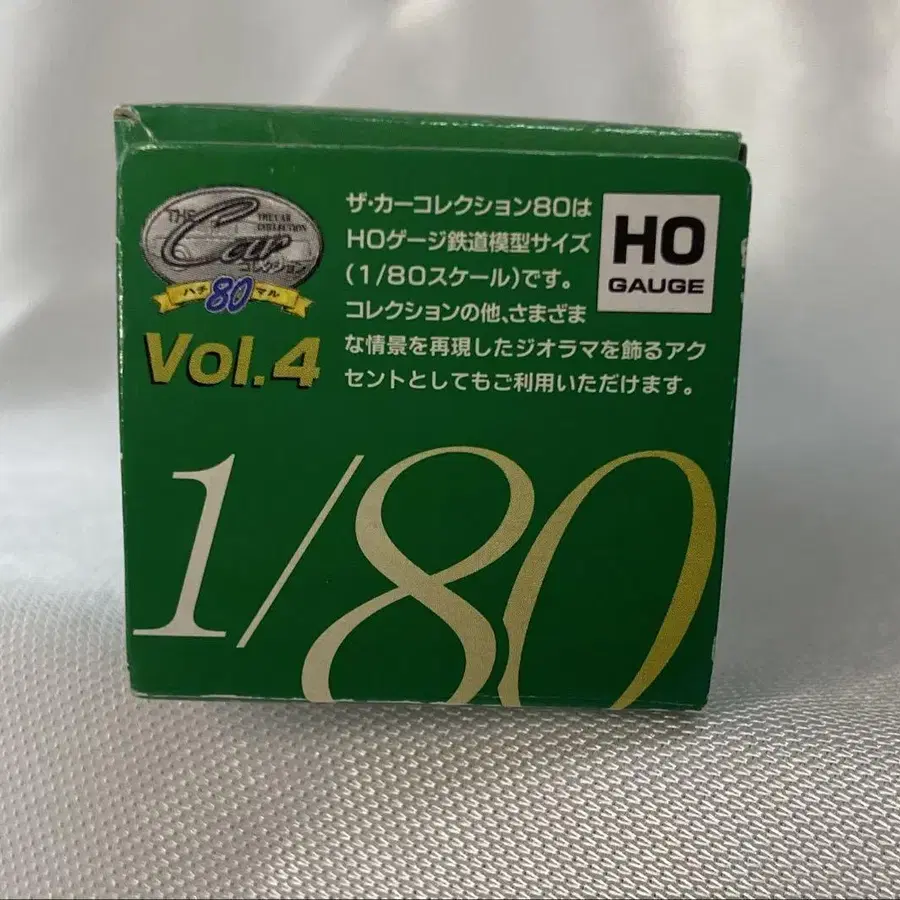 THE
Car
THE CAR
COLLECTION
コレクション
ハチ80マル
Vol.4
ザ・カーコレクション80は
HOゲージ鉄道模型サイズ
(1/80スケール)です。
コレクションの他、さまざま
な情景を再現したジオラマを飾るアク
セントとしてもご利用いただけます。
HO
GAUGE
1/80